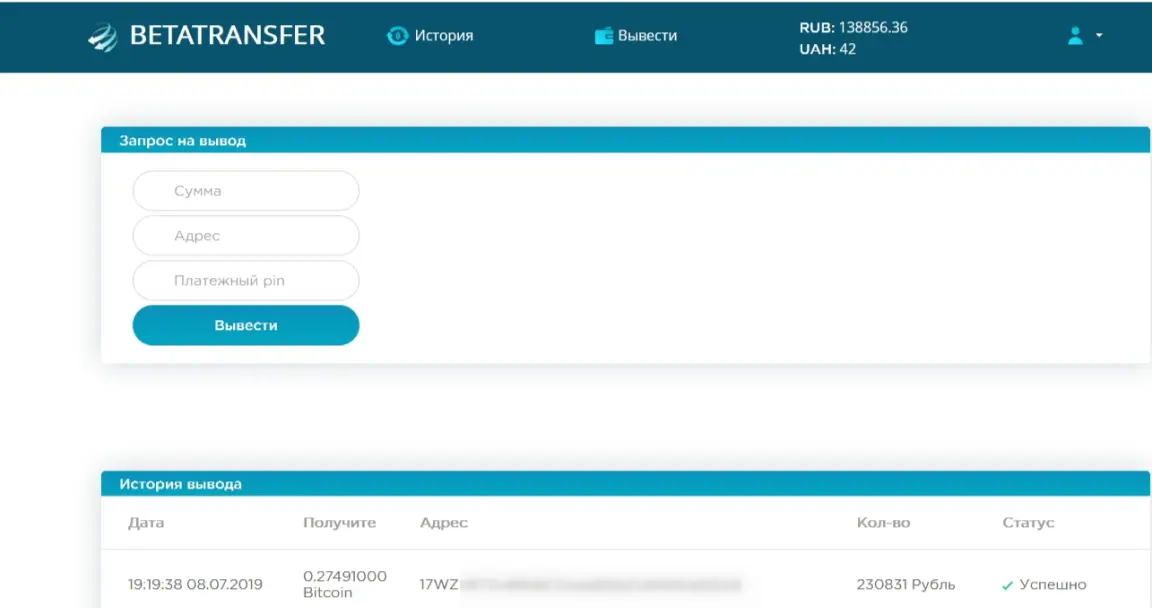 BETATRANSFER
История
Вывести
RUB: 138856.36
UAH: 42
Запрос на вывод
Сумма
Адрес
Платежный pin
Вывести
История вывода
Дата Получите Адрес Кол-во Статус
19:19:38 08.07.2019 0.27491000 Bitcoin 17WZ 230831 Рубль Успешно